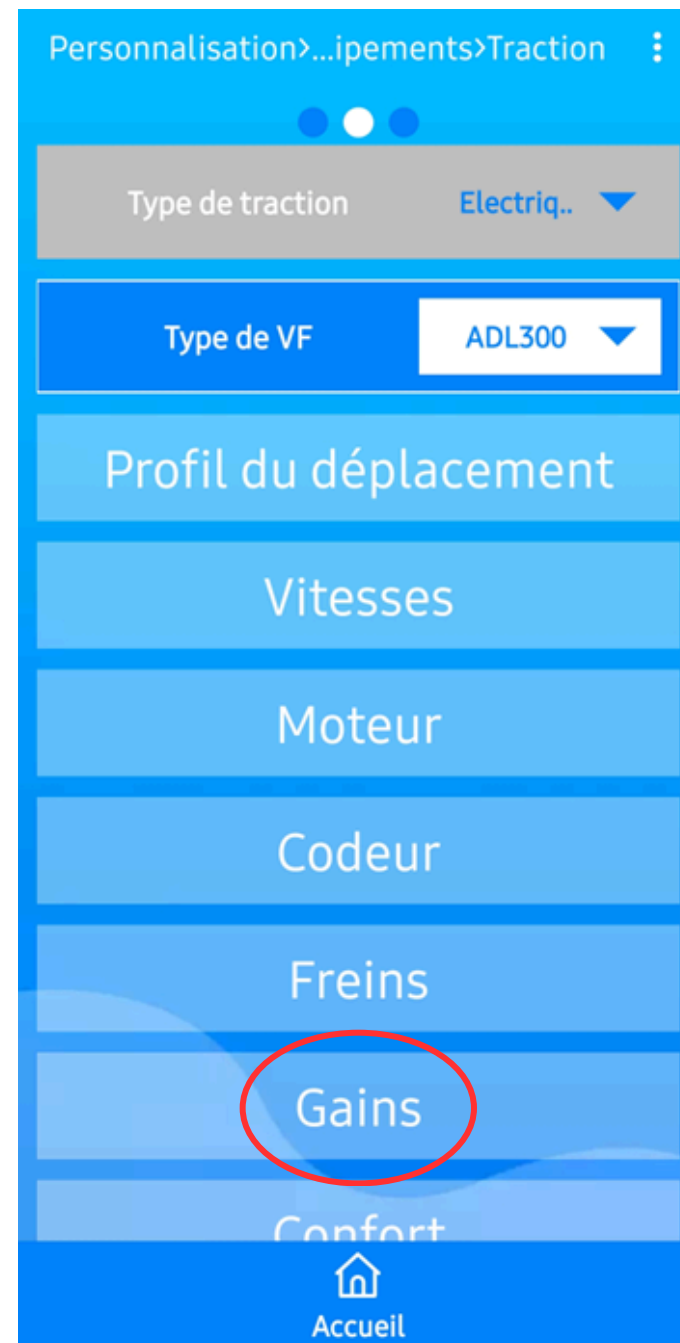 Personnalisation>...ipements>Traction
Type de traction Electriq..
Type de VF ADL300
Profil du déplacement
Vitesses
Moteur
Codeur
Freins
Gains
Confort
Accueil